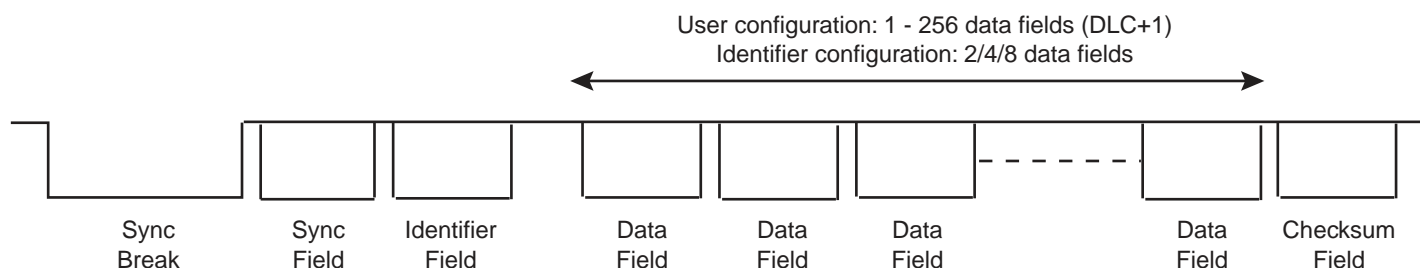 User configuration: 1 - 256 data fields (DLC+1)
Identifier configuration: 2/4/8 data fields
Sync Break
Sync Field
Identifier Field
Data Field
Data Field
Data Field
Data Field
Checksum Field